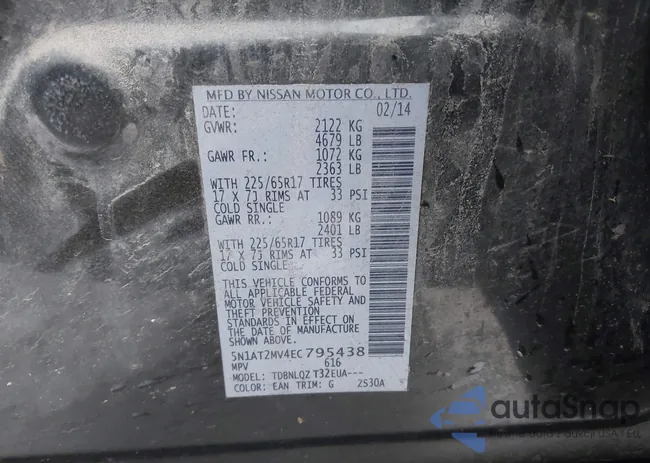 MFD BY NISSAN MOTOR CO., LTD.
DATE: 02/14
GVWR: 2122 KG
4679 LB
GAWR FR.: 1072 KG
2363 LB
WITH 225/65R17 TIRES
17 X 7J RIMS AT 33 PSI
COLD SINGLE
GAWR RR.: 1089 KG
2401 LB
WITH 225/65R17 TIRES
17 X 7J RIMS AT 33 PSI
COLD SINGLE
THIS VEHICLE CONFORMS TO
ALL APPLICABLE FEDERAL
MOTOR VEHICLE SAFETY AND
THEFT PREVENTION
STANDARDS IN EFFECT ON
THE DATE OF MANUFACTURE
SHOWN ABOVE.
5N1AT2MV4EC795438
MPV 616
MODEL: TDBNLQZ T32EUA---
COLOR: EAN TRIM: G 2S30A
autaSnap
z aukcji USA